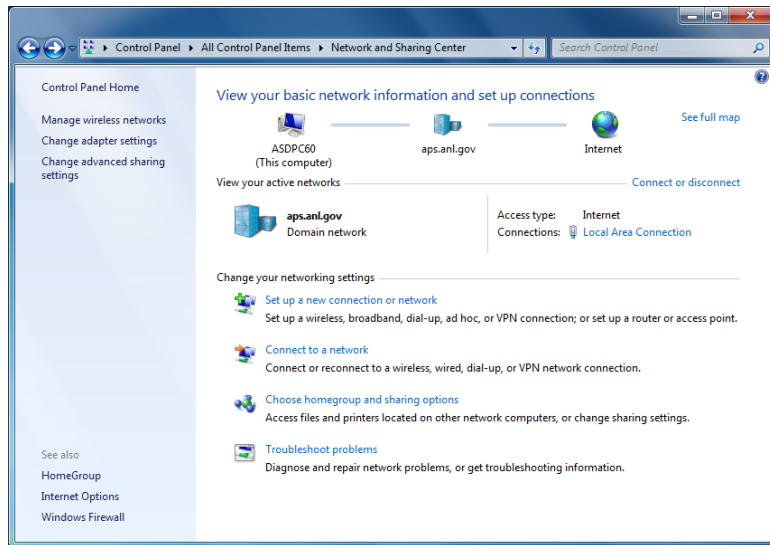 Control Panel ▸ All Control Panel Items ▸ Network and Sharing Center
Search Control Panel
Control Panel Home
Manage wireless networks
Change adapter settings
Change advanced sharing
settings
See also
HomeGroup
Internet Options
Windows Firewall
View your basic network information and set up connections
See full map
ASDPC60
(This computer)
aps.anl.gov
Internet
View your active networks
Connect or disconnect
aps.anl.gov
Domain network
Access type: Internet
Connections: Local Area Connection
Change your networking settings
Set up a new connection or network
Set up a wireless, broadband, dial-up, ad hoc, or VPN connection; or set up a router or access point.
Connect to a network
Connect or reconnect to a wireless, wired, dial-up, or VPN network connection.
Choose homegroup and sharing options
Access files and printers located on other network computers, or change sharing settings.
Troubleshoot problems
Diagnose and repair network problems, or get troubleshooting information.